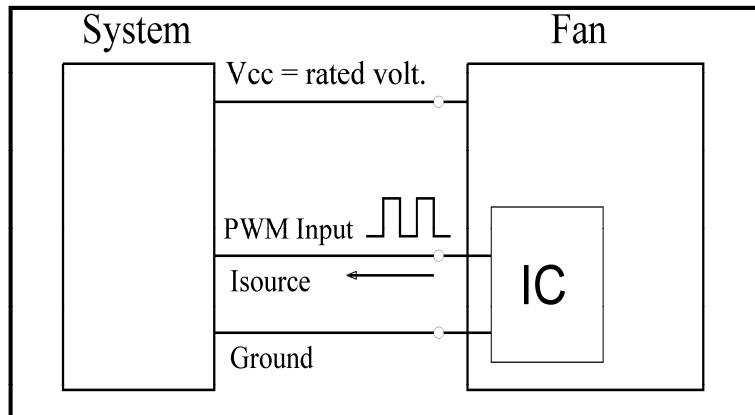 System
Fan
Vcc = rated volt.
PWM Input
Isource
IC
Ground